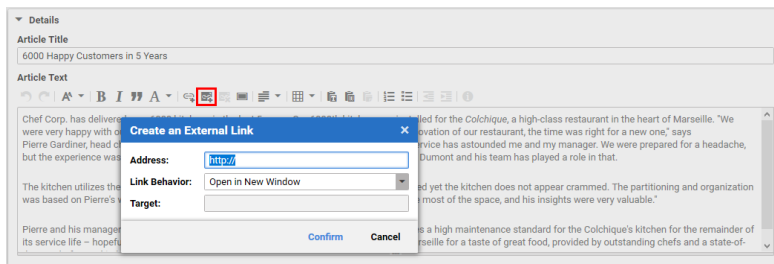 Details
Article Title
6000 Happy Customers in 5 Years
Article Text
B I A
Chef Corp. has delivered
led for the Colchique, a high-class restaurant in the heart of Marseille. "We
were very happy with
ovation of our restaurant, the time was right for a new one," says
Pierre Gardiner, head
rvice has astounded me and my manager. We were prepared for a headache,
but the experience was
Dumont and his team has played a role in that.
The kitchen utilizes the
ed yet the kitchen does not appear crammed. The partitioning and organization
was based on Pierre's
most of the space, and his insights were very valuable."
Pierre and his manager
s a high maintenance standard for the Colchique's kitchen for the remainder of
its service life – hopefu
rseille for a taste of great food, provided by outstanding chefs and a state-of-
Create an External Link
Address: http://
Link Behavior: Open in New Window
Target:
Confirm Cancel